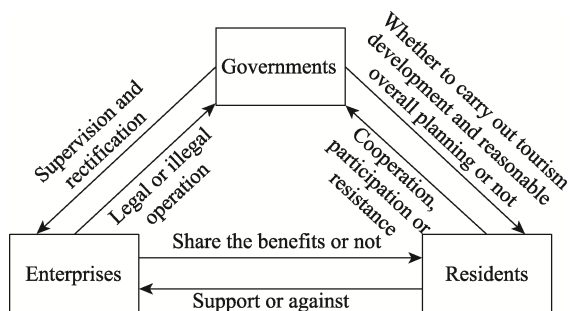 Governments
Whether to carry out tourism
development and reasonable
overall planning or not
Supervision and
rectification
Legal or illegal
operation
Cooperation,
participation or
resistance
Enterprises
Share the benefits or not
Support or against
Residents